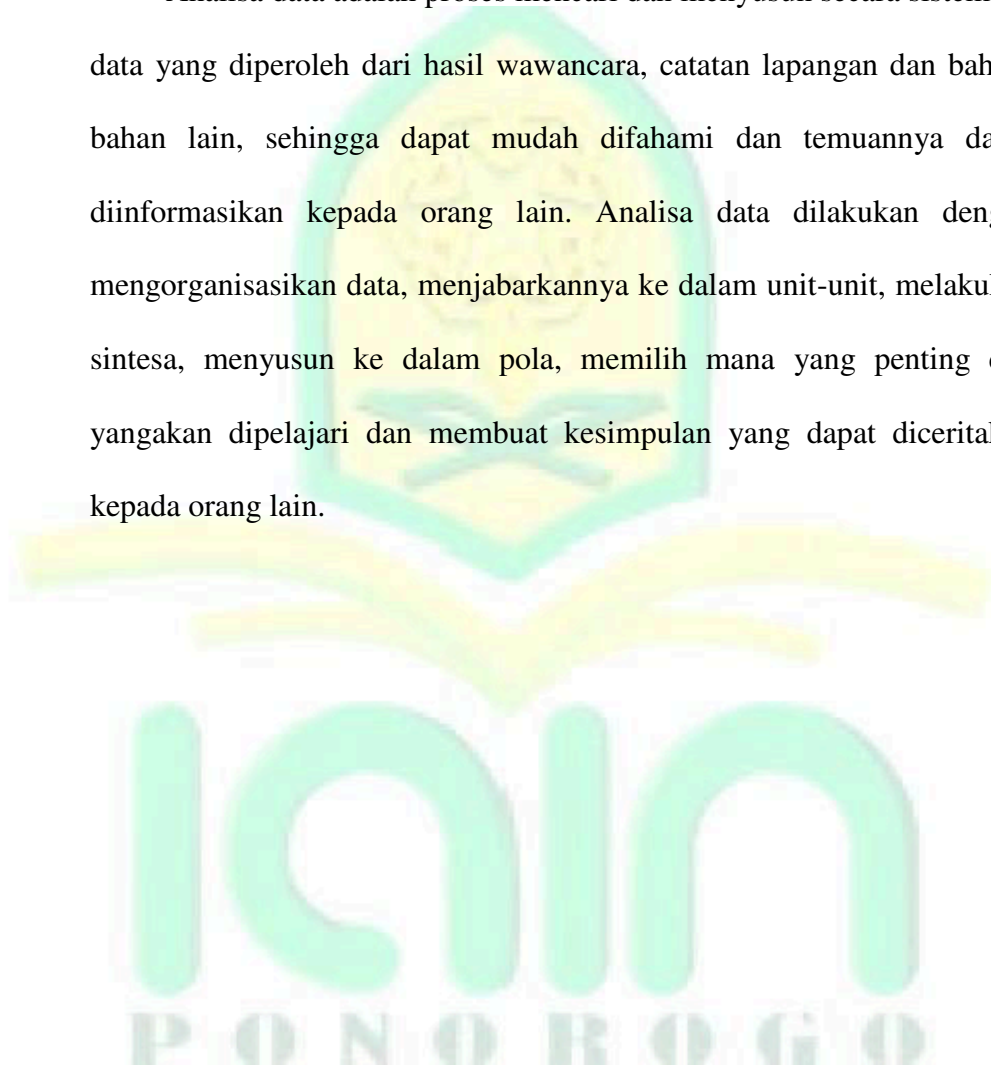 data yang diperoleh dari hasil wawancara, catatan lapangan dan bah
bahan lain, sehingga dapat mudah difahami dan temuannya da
diinformasikan kepada orang lain. Analisa data dilakukan deng
mengorganisasikan data, menjabarkannya ke dalam unit-unit, melakul
sintesa, menyusun ke dalam pola, memilih mana yang penting
yangakan dipelajari dan membuat kesimpulan yang dapat dicerital
kepada orang lain.
iain
PONOROGO